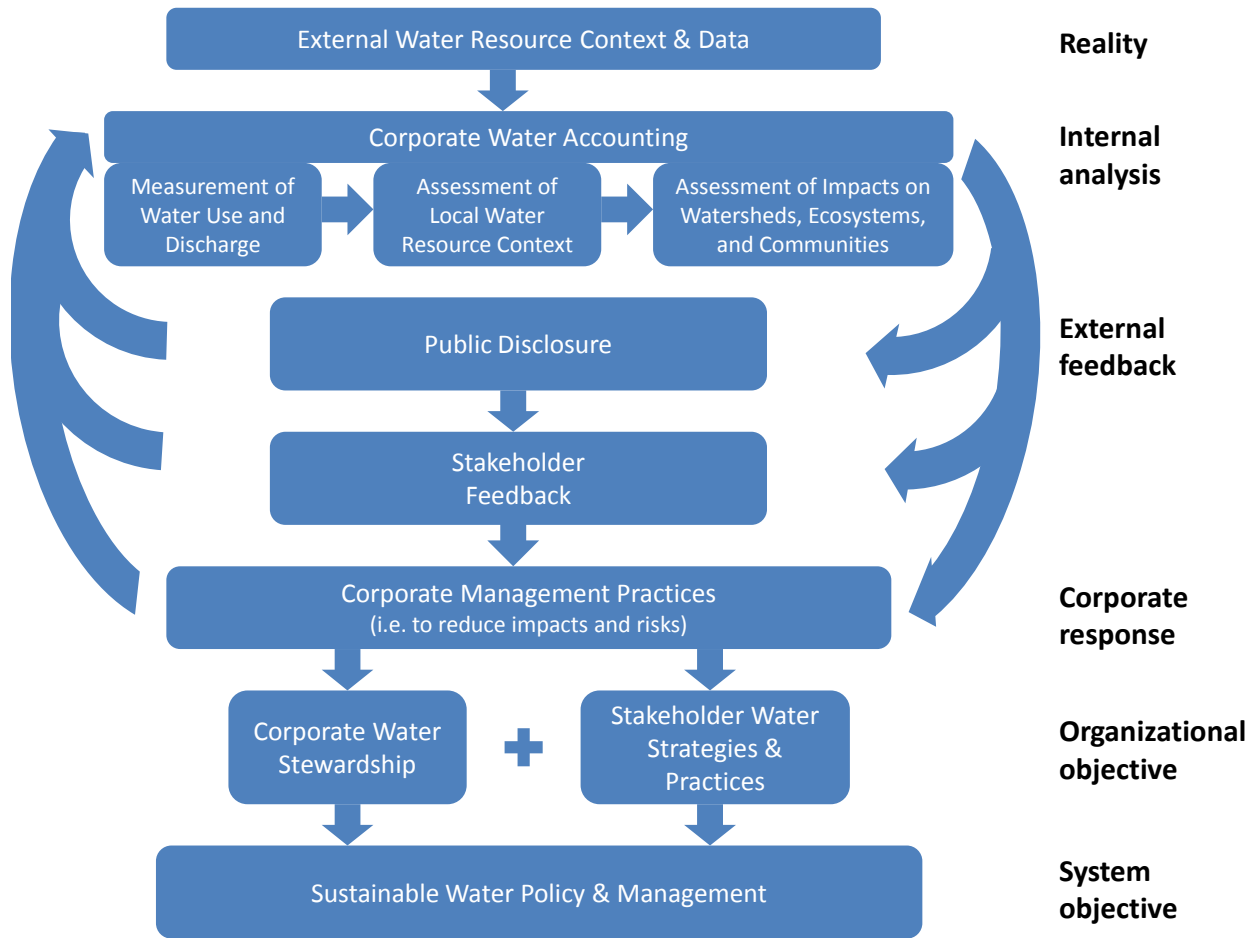 External Water Resource Context & Data
Reality
Corporate Water Accounting
Internal
analysis
Measurement of
Water Use and
Discharge
Assessment of
Local Water
Resource Context
Assessment of Impacts on
Watersheds, Ecosystems,
and Communities
Public Disclosure
External
feedback
Stakeholder
Feedback
Corporate Management Practices
(i.e. to reduce impacts and risks)
Corporate
response
Corporate Water
Stewardship
Stakeholder Water
Strategies &
Practices
Organizational
objective
Sustainable Water Policy & Management
System
objective